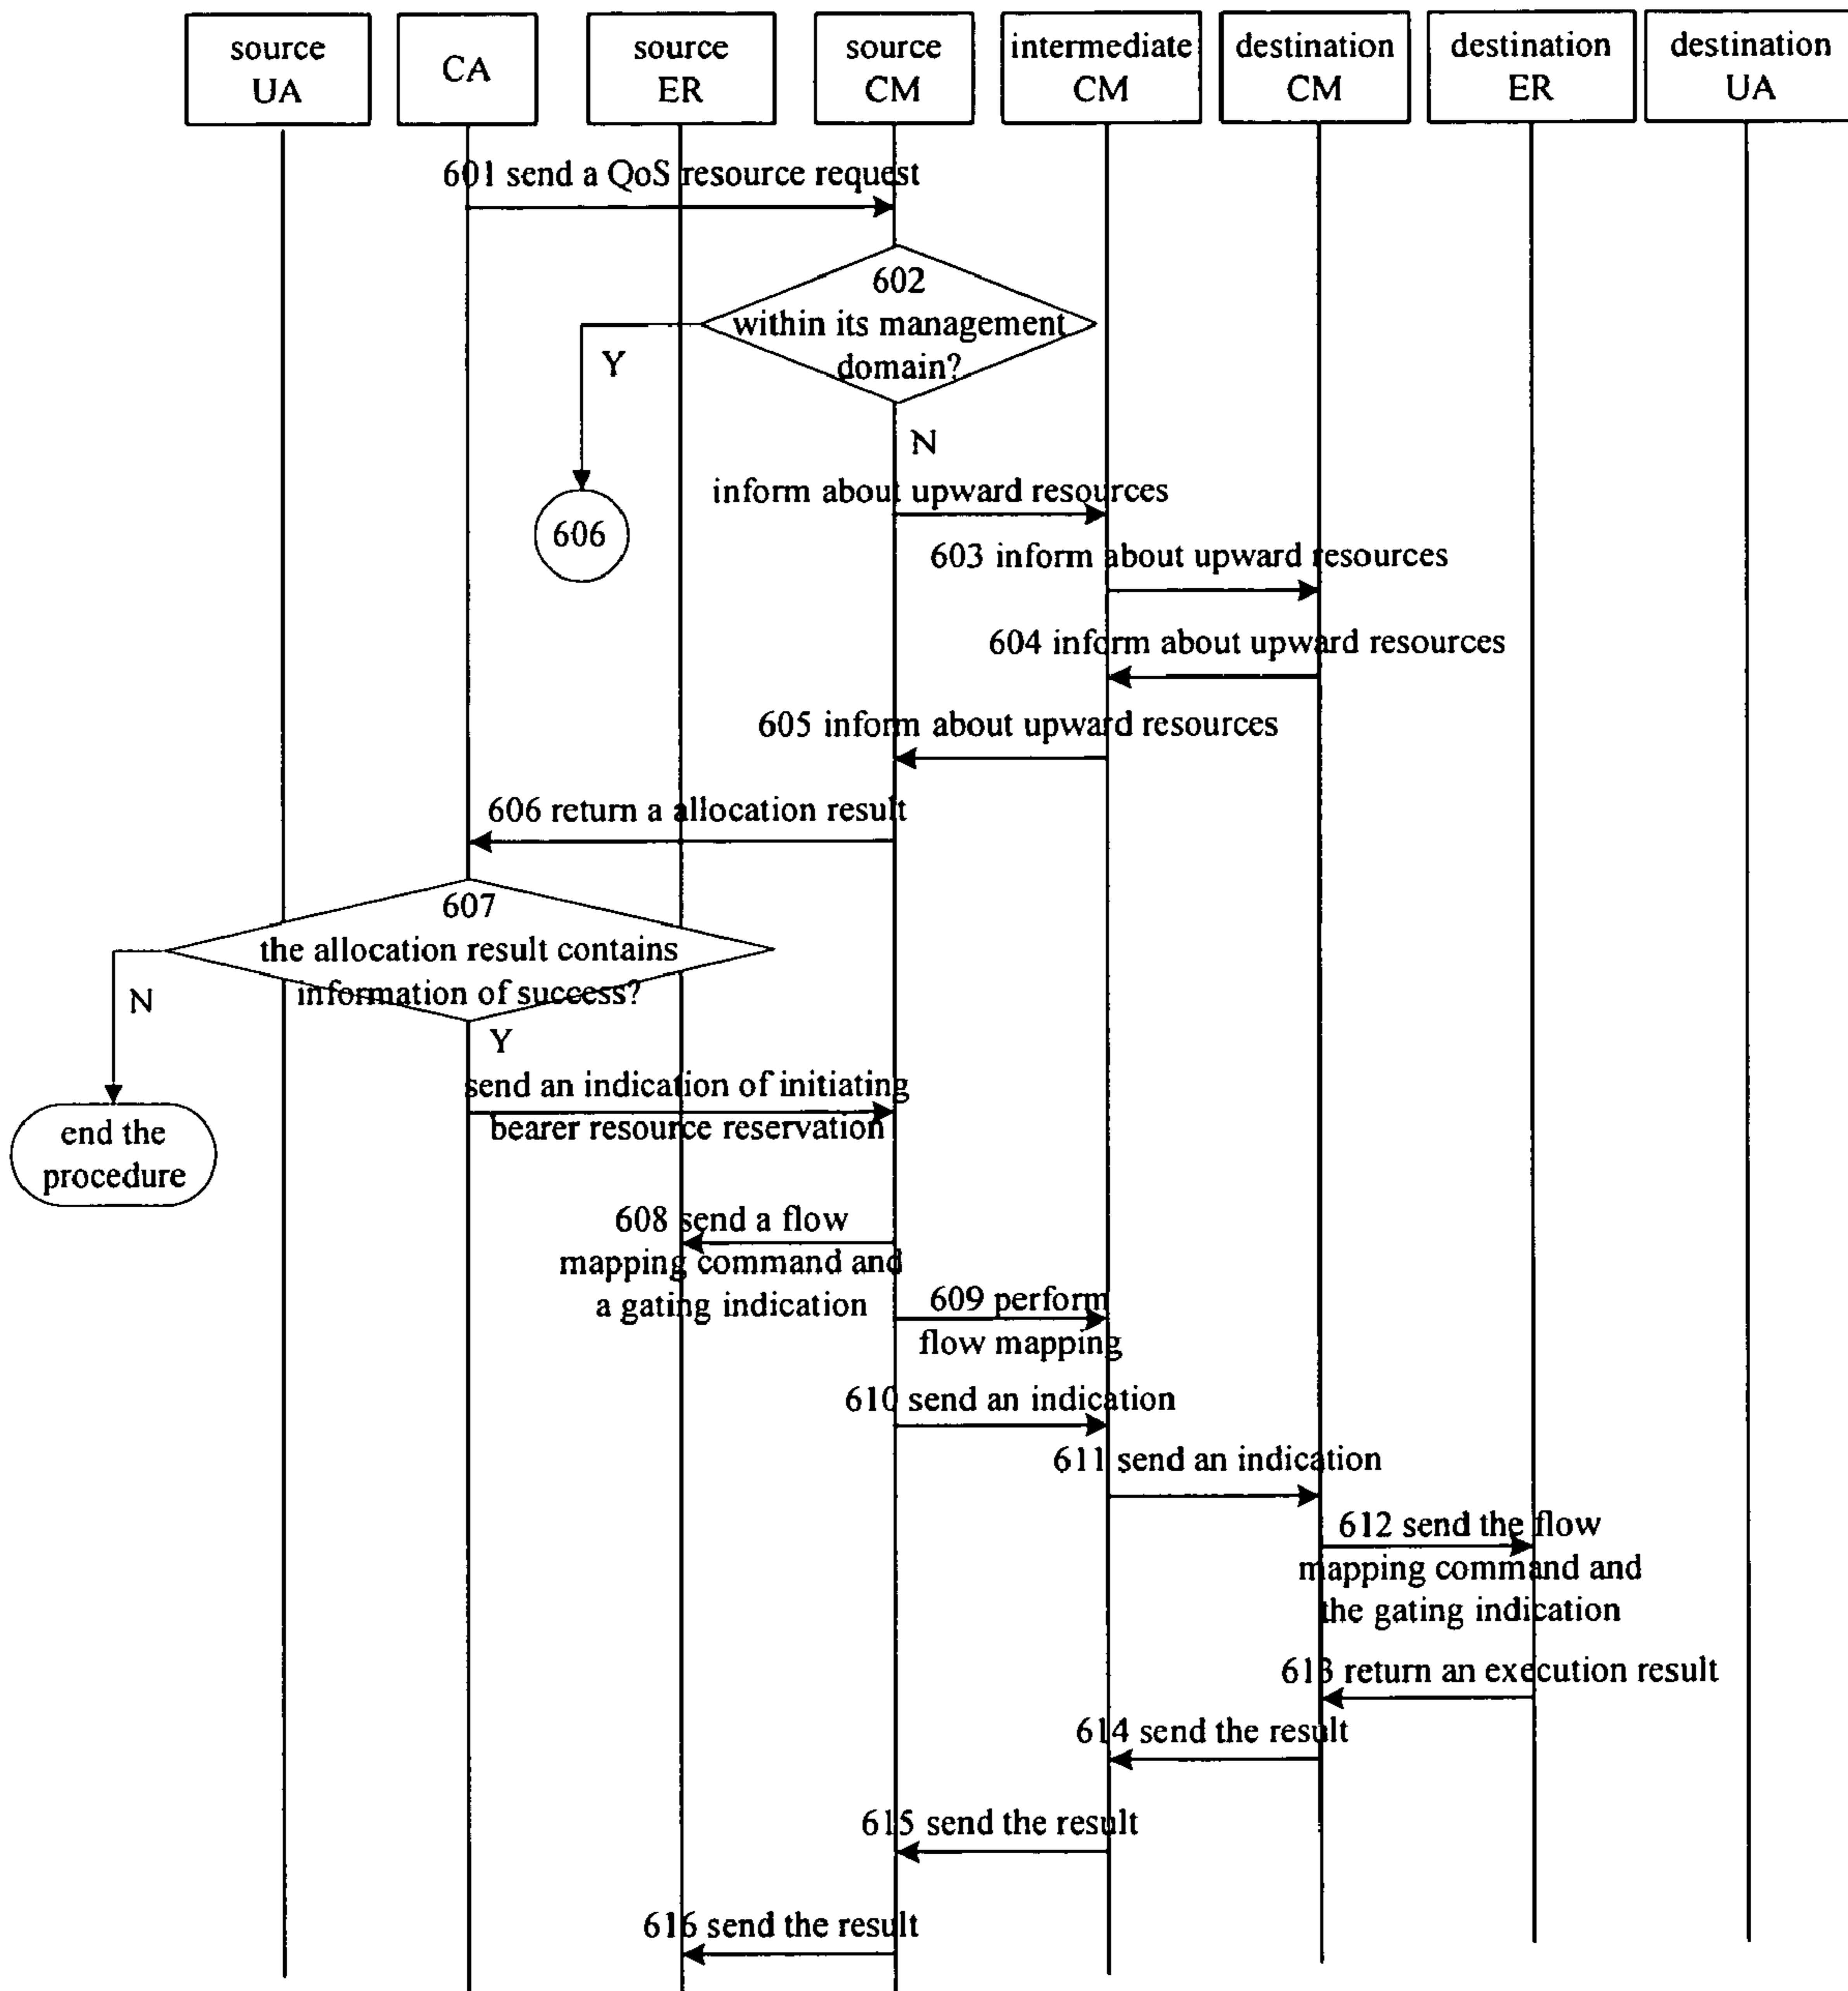 source
UA
CA
source
ER
source
CM
intermediate
CM
destination
CM
destination
ER
destination
UA
601 send a QoS resource request
602
within its management
domain?
Y
N
inform about upward resources
606
603 inform about upward resources
604 inform about upward resources
605 inform about upward resources
606 return a allocation result
607
the allocation result contains
information of success?
N
Y
send an indication of initiating
bearer resource reservation
end the
procedure
608 send a flow
mapping command and
a gating indication
609 perform
flow mapping
610 send an indication
611 send an indication
612 send the flow
mapping command and
the gating indication
613 return an execution result
614 send the result
615 send the result
616 send the result